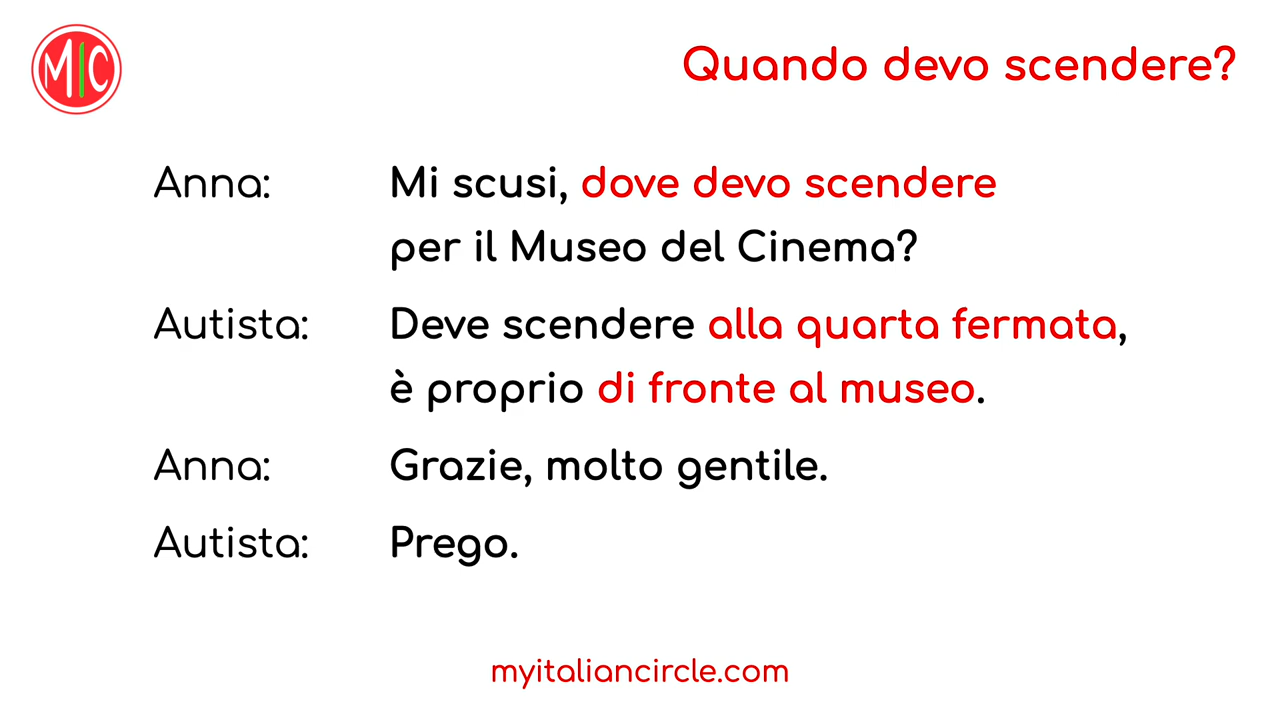 MIC
Quando devo scendere?
Anna: Mi scusi, dove devo scendere
per il Museo del Cinema?
Autista: Deve scendere alla quarta fermata,
è proprio di fronte al museo.
Anna: Grazie, molto gentile.
Autista: Prego.
myitaliancircle.com